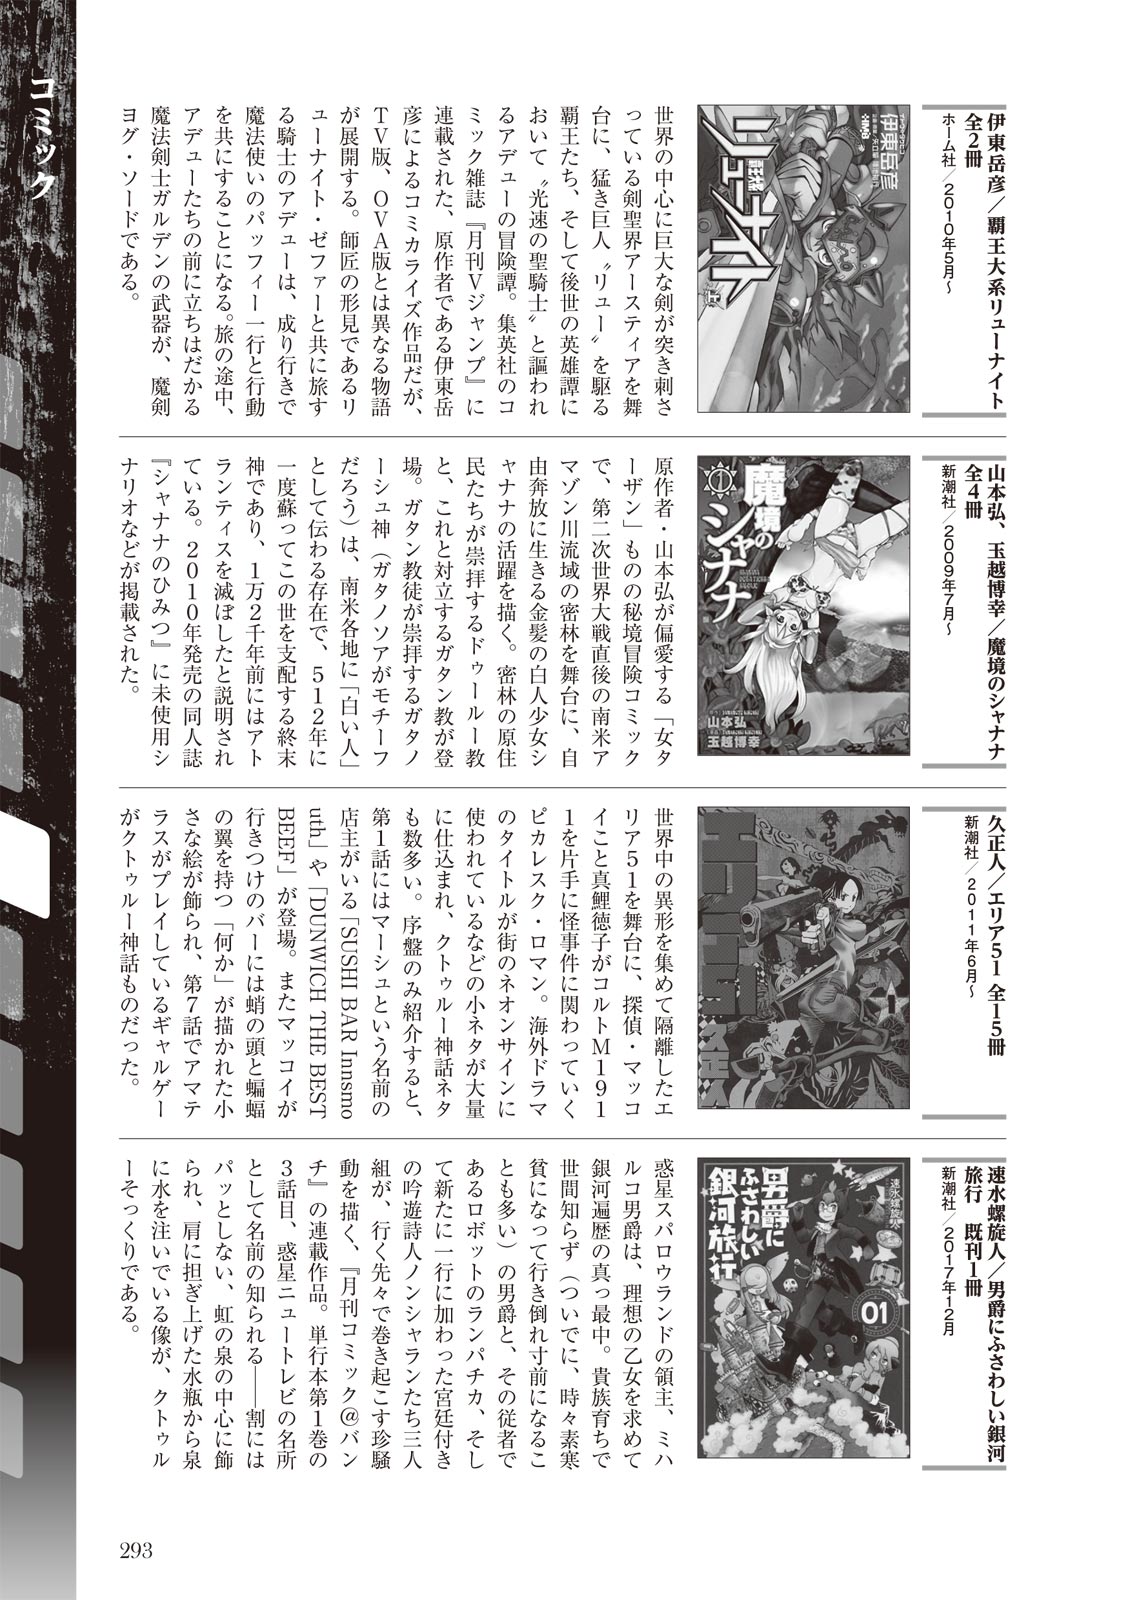 コミック
伊東岳彦／覇王大系リューナイト
全2冊
ホーム社／2010年5月〜
世界の中心に巨大な剣が突き刺さ
っている剣聖界アースティアを舞
台に、猛き巨人〝リュー〟を駆る
覇王たち、そして後世の英雄譚に
おいて〝光速の聖騎士〟と謳われ
るアデューの冒険譚。集英社のコ
ミック雑誌『月刊Vジャンプ』に
連載された、原作者である伊東岳
彦によるコミカライズ作品だが、
TV版、OVA版とは異なる物語
が展開する。師匠の形見であるリ
ューナイト・ゼファーと共に旅す
る騎士のアデューは、成り行きで
魔法使いのパッフィー一行と行動
を共にすることになる。旅の途中、
アデューたちの前に立ちはだかる
魔法剣士ガルデンの武器が、魔剣
ヨグ・ソードである。
伊東岳彦
リューナイト
山本弘、玉越博幸／魔境のシャナナ
全4冊
新潮社／2009年7月〜
魔境の
シャナナ
1
山本弘
玉越博幸
原作者・山本弘が偏愛する「女タ
ーザン」ものの秘境冒険コミック
で、第二次世界大戦直後の南米ア
マゾン川流域の密林を舞台に、自
由奔放に生きる金髪の白人少女シ
ャナナの活躍を描く。密林の原住
民たちが崇拝するドゥールー教
と、これと対立するガタン教が登
場。ガタン教徒が崇拝するガタノ
ーシュ神（ガタノソアがモチーフ
だろう）は、南米各地に「白い人」
として伝わる存在で、512年に
一度蘇ってこの世を支配する終末
神であり、1万2千年前にはアト
ランティスを滅ぼしたと説明され
ている。2010年発売の同人誌
『シャナナのひみつ』に未使用シ
ナリオなどが掲載された。
久正人／エリア51 全15冊
新潮社／2011年6月〜
エリア51
久正人
世界中の異形を集めて隔離したエ
リア51を舞台に、探偵・マッコ
イこと真鯉徳子がコルトM191
1を片手に怪事件に関わっていく
ピカレスク・ロマン。海外ドラマ
のタイトルが街のネオンサインに
使われているなどの小ネタが大量
に仕込まれ、クトゥルー神話ネタ
も数多い。序盤のみ紹介すると、
第1話にはマーシュという名前の
店主がいる「SUSHI BAR Innsmo
uth」や「DUNWICH THE BEST
BEEF」が登場。またマッコイが
行きつけのバーには蛸の頭と蝙蝠
の翼を持つ「何か」が描かれた小
さな絵が飾られ、第7話でアマテ
ラスがプレイしているギャルゲー
がクトゥルー神話ものだった。
速水螺旋人／男爵にふさわしい銀河
旅行　既刊1冊
新潮社／2017年12月
速水螺旋人
男爵に
ふさわしい
銀河旅行
01
惑星スパロウランドの領主、ミハ
ルコ男爵は、理想の乙女を求めて
銀河遍歴の真っ最中。貴族育ちで
世間知らず（ついでに、時々素寒
貧になって行き倒れ寸前になるこ
とも多い）の男爵と、その従者で
あるロボットのランパチカ、そし
て新たに一行に加わった宮廷付き
の吟遊詩人ノンシャランたち三人
組が、行く先々で巻き起こす珍騒
動を描く、『月刊コミック@バン
チ』の連載作品。単行本第1巻の
3話目、惑星ニュートレビの名所
として名前の知られる――割には
パッとしない、虹の泉の中心に飾
られ、肩に担ぎ上げた水瓶から泉
に水を注いでいる像が、クトゥル
ーそっくりである。
293